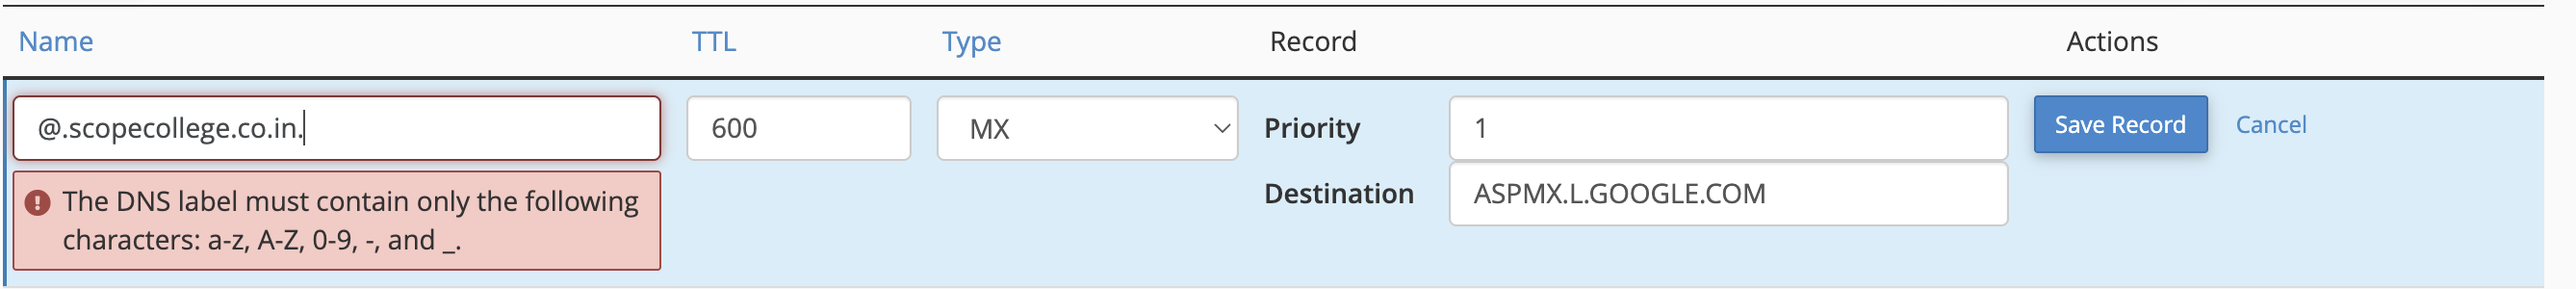 Name TTL Type Record Actions
@.scopecollege.co.in. 600 MX Priority 1 Save Record Cancel
The DNS label must contain only the following
characters: a-z, A-Z, 0-9, -, and _.
Destination ASPMX.L.GOOGLE.COM